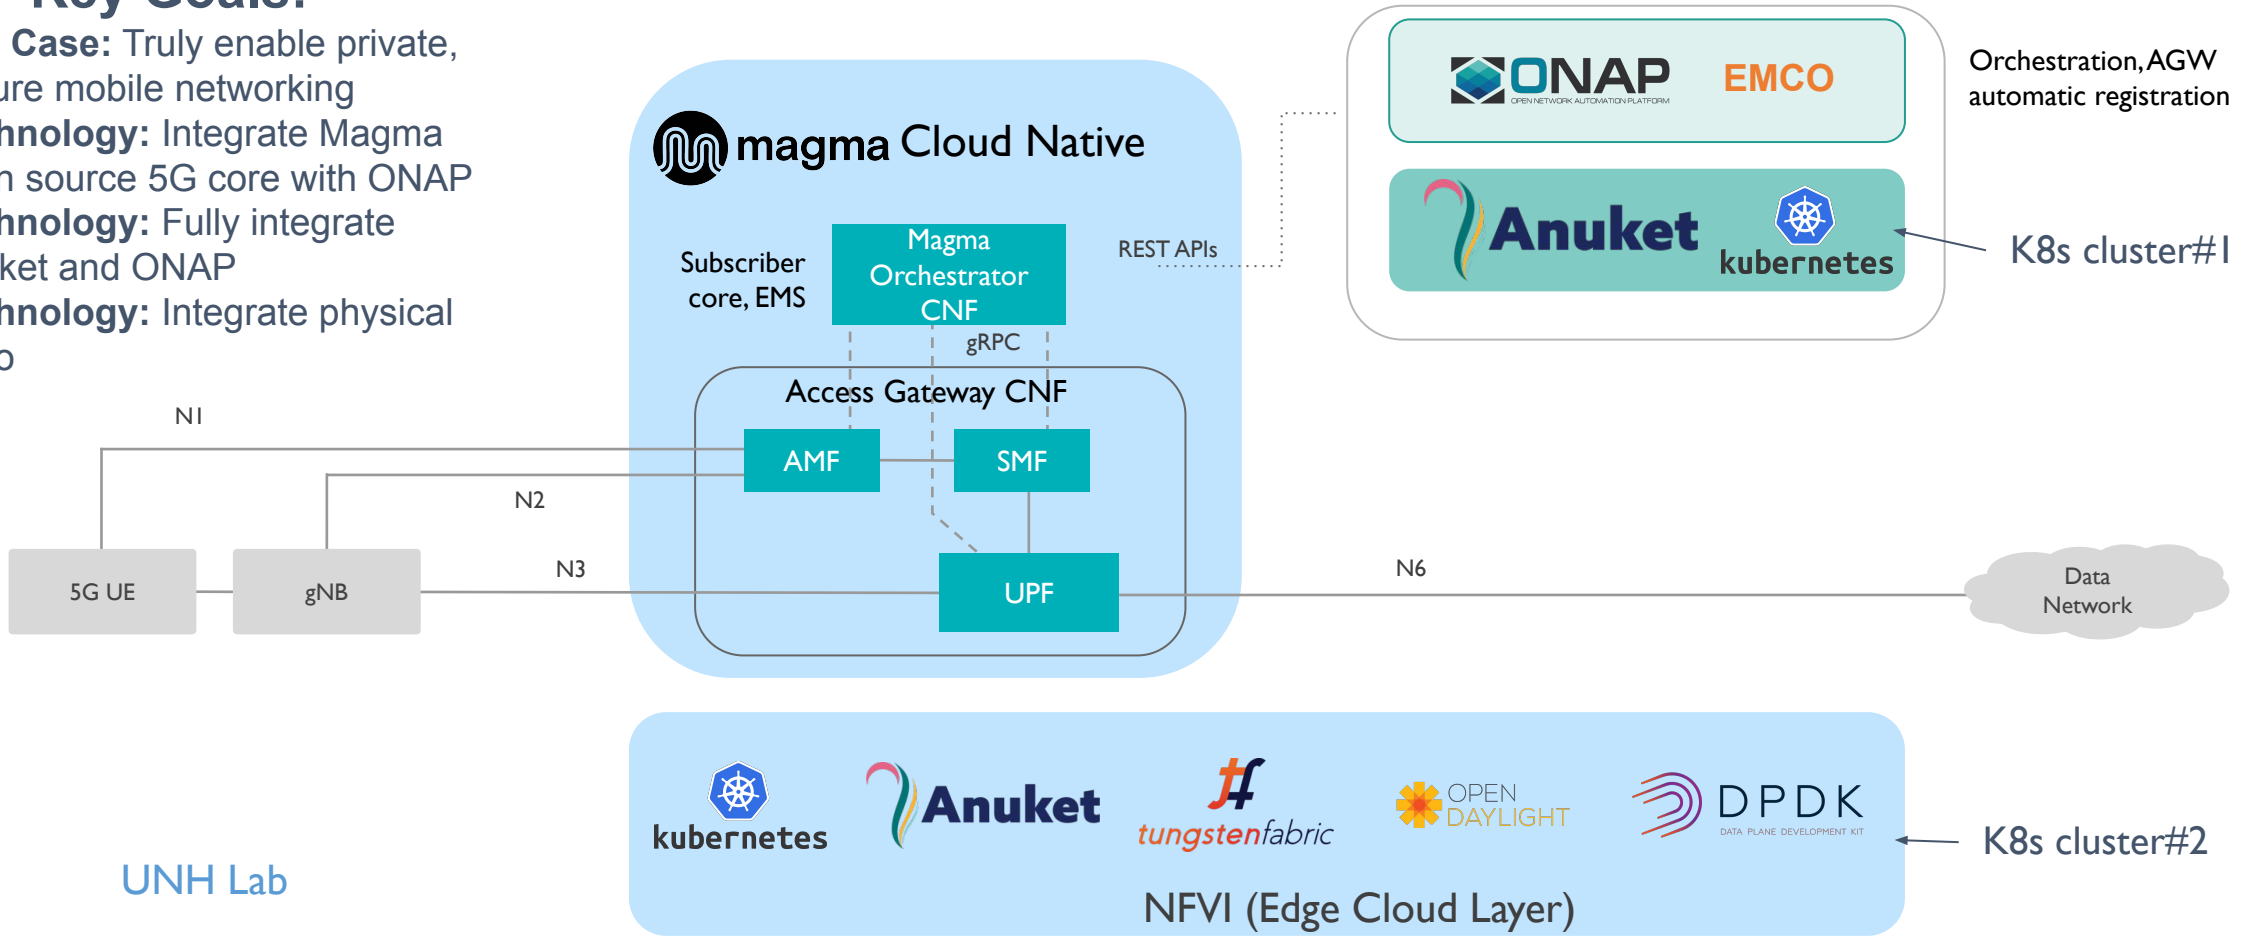 Key Goals:
Case: Truly enable private,
ure mobile networking
hnology: Integrate Magma
n source 5G core with ONAP
hnology: Fully integrate
ket and ONAP
hnology: Integrate physical
o
magma Cloud Native
Subscriber
core, EMS
Magma
Orchestrator
CNF
REST APIs
gRPC
Access Gateway CNF
AMF
SMF
UPF
N1
N2
N3
N6
5G UE
gNB
Data
Network
ONAP
OPEN NETWORK AUTOMATION PLATFORM
EMCO
Orchestration, AGW
automatic registration
Anuket
kubernetes
K8s cluster#1
kubernetes
Anuket
tungstenfabric
OPEN
DAYLIGHT
DPDK
DATA PLANE DEVELOPMENT KIT
K8s cluster#2
NFVI (Edge Cloud Layer)
UNH Lab